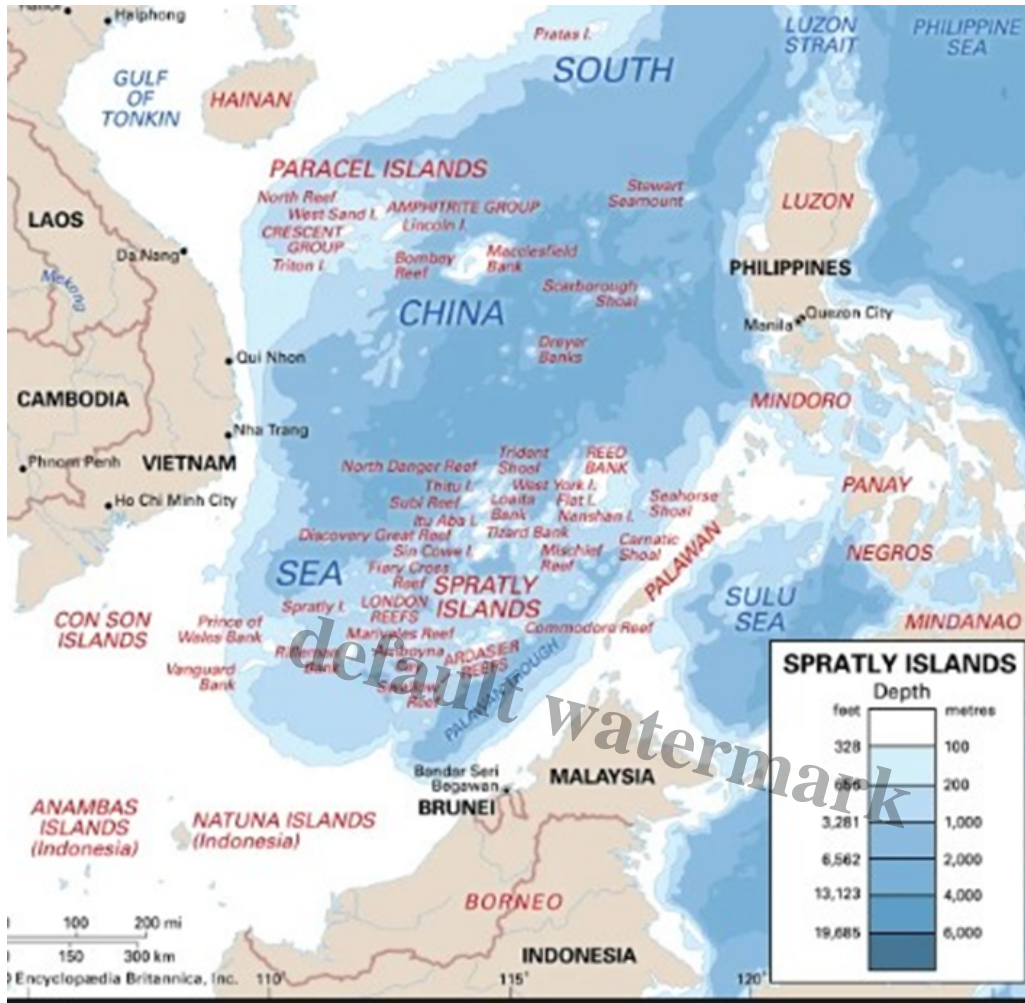 Haiphong
Pratas I.
LUZON
STRAIT
PHILIPPINE
SEA
SOUTH
GULF
OF
TONKIN
HAINAN
PARACEL ISLANDS
North Reef
West Sand I.
AMPHITRITE GROUP
Lincoln I.
CRESCENT
GROUP
Triton I.
Bombay
Reef
Macclesfield
Bank
Stewart
Seamount
LUZON
LAOS
Da Nang
Mekong
PHILIPPINES
Scarborough
Shoal
CHINA
Quezon City
Manila
Dreyer
Banks
Qui Nhon
CAMBODIA
MINDORO
Nha Trang
Phnom Penh
VIETNAM
Ho Chi Minh City
North Danger Reef
Trident
Shoal
REED
BANK
Thitu I.
West York I.
Subi Reef
Loaita
Bank
Flat I.
Nanshan I.
Seahorse
Shoal
PANAY
Itu Aba I.
Tizard Bank
Discovery Great Reef
Sin Cowe I.
Mischief
Reef
Carnatic
Shoal
PALAWAN
NEGROS
SEA
Fiery Cross
Reef
SPRATLY
ISLANDS
SULU
SEA
Spratly I.
LONDON
REEFS
CON SON
ISLANDS
Prince of
Wales Bank
Mariveles Reef
Commodore Reef
MINDANAO
Rifleman
Bank
Amboyna
Cay
ARDASIER
REEFS
Vanguard
Bank
Swallow
Reef
PALAWAN TROUGH
default watermark
SPRATLY ISLANDS
Depth
feet metres
328 100
656 200
3,281 1,000
6,562 2,000
13,123 4,000
19,685 6,000
Bandar Seri
Begawan
BRUNEI
MALAYSIA
ANAMBAS
ISLANDS
(Indonesia)
NATUNA ISLANDS
(Indonesia)
BORNEO
INDONESIA
100 200 mi
150 300 km
Encyclopædia Britannica, Inc.
110° 115° 120°